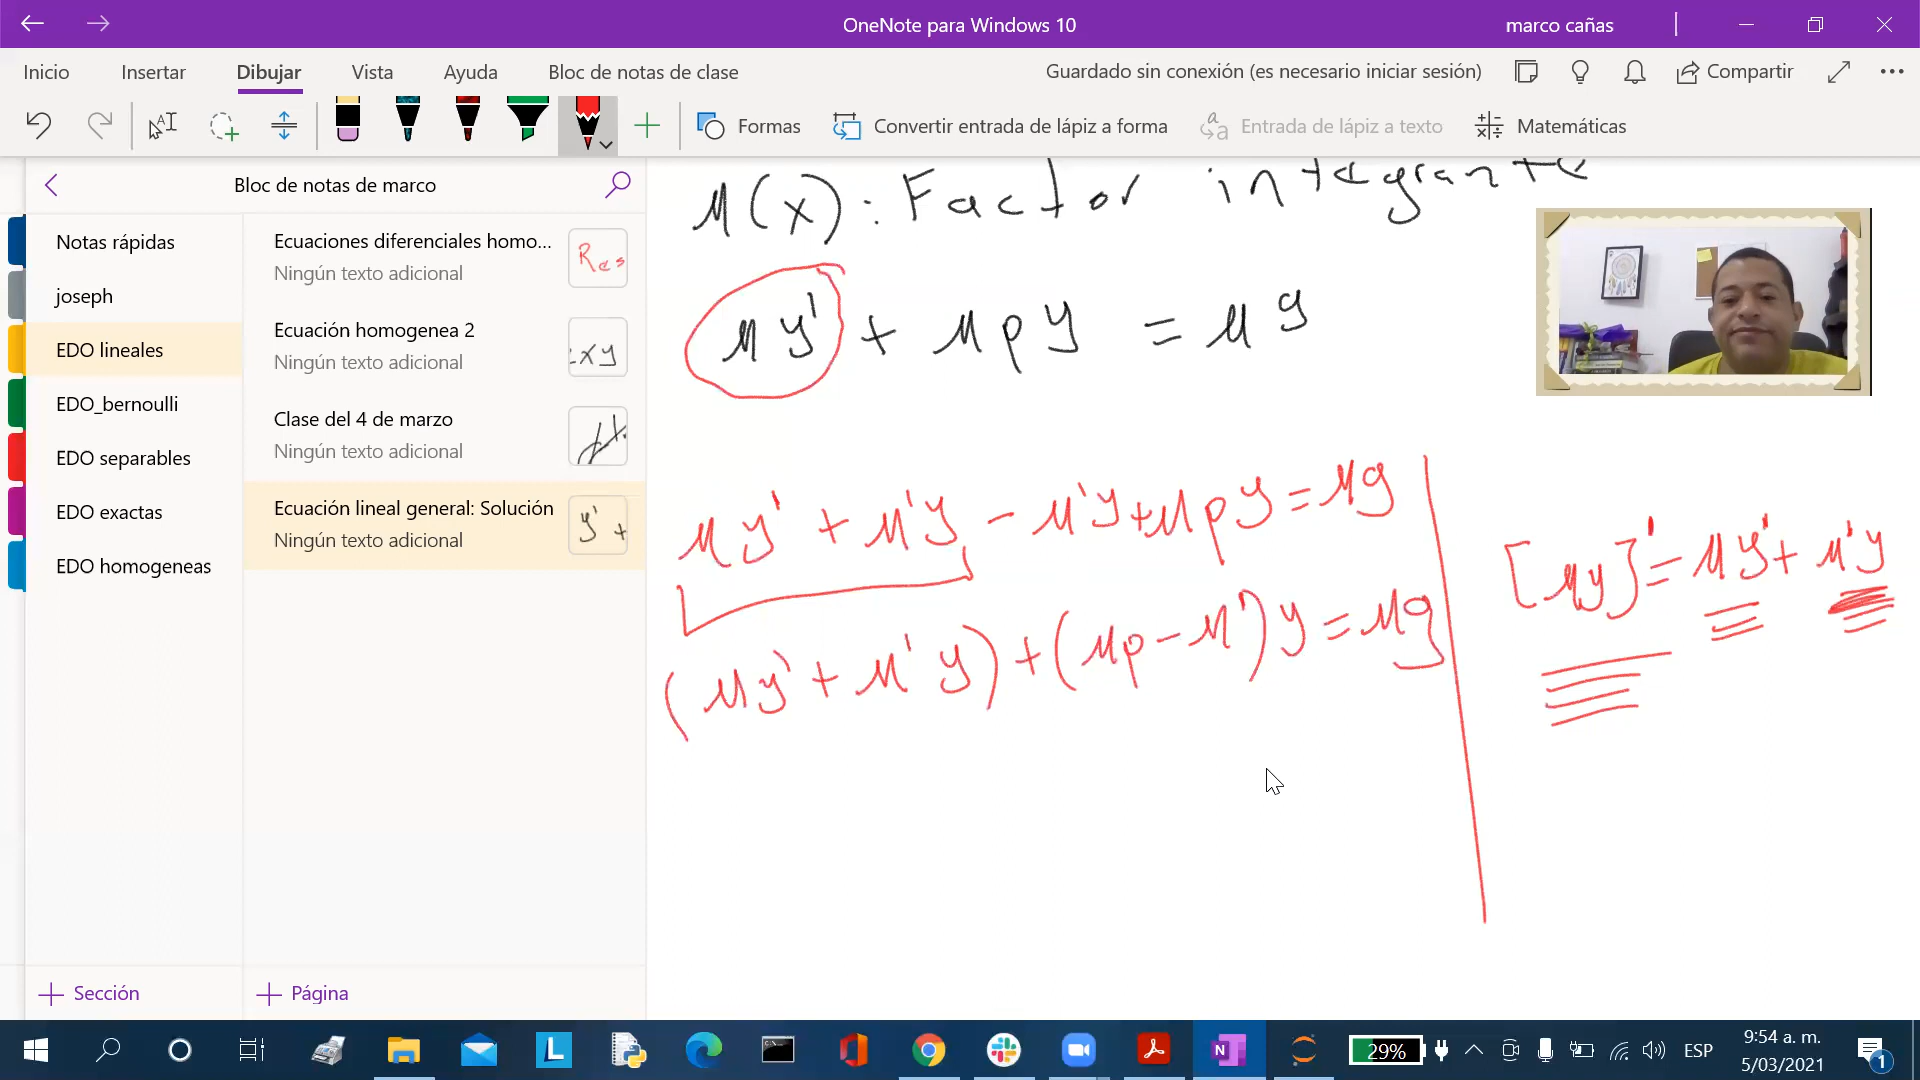 OneNote para Windows 10
marco cañas
Inicio Insertar Dibujar Vista Ayuda Bloc de notas de clase
Guardado sin conexión (es necesario iniciar sesión)
Compartir
Formas
Convertir entrada de lápiz a forma
Entrada de lápiz a texto
Matemáticas
Bloc de notas de marco
Notas rápidas
joseph
EDO lineales
EDO_bernoulli
EDO separables
EDO exactas
EDO homogeneas
Sección
Ecuaciones diferenciales homo...
Ningún texto adicional
Res
Ecuación homogenea 2
Ningún texto adicional
:xy
Clase del 4 de marzo
Ningún texto adicional
Ecuación lineal general: Solución
Ningún texto adicional
y' +
Página
μ(x): Factor integrante
μy' + μpy = μg
μy' + μ'y - μ'y + μpy = μg
(μy' + μ'y) + (μp - μ')y = μg
[μy]' = μy' + μ'y
29%
ESP
9:54 a. m.
5/03/2021
1